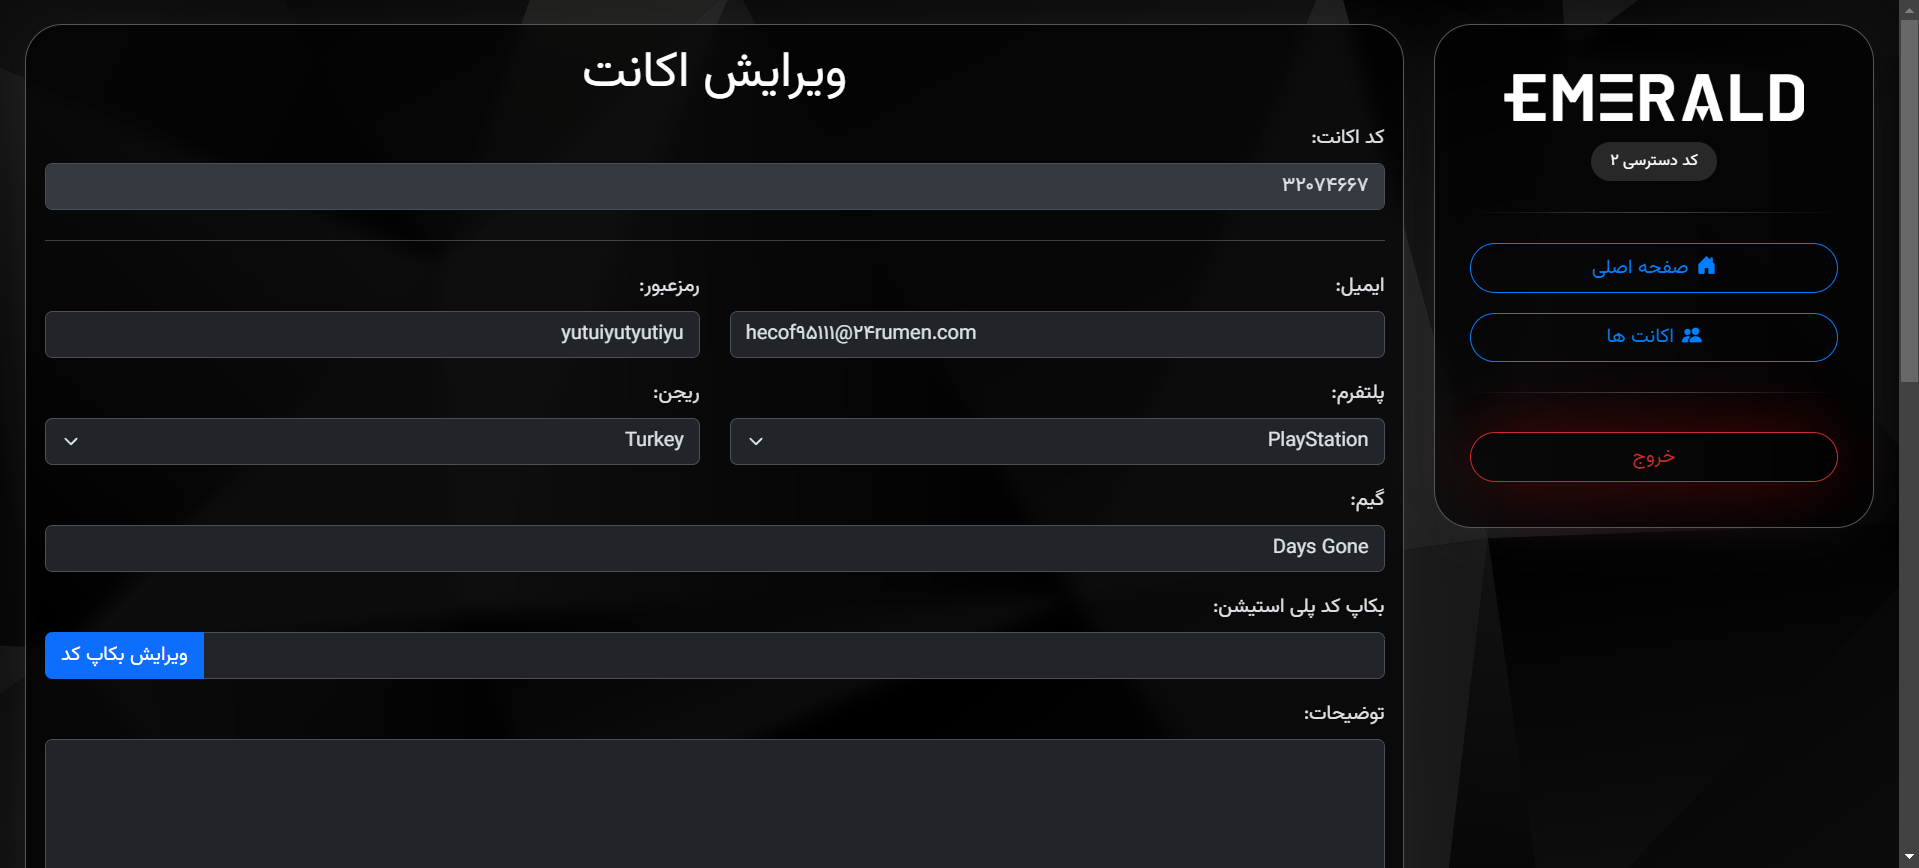 EMERALD
کد دسترسی ۲
صفحه اصلی
اکانت ها
خروج
ویرایش اکانت
کد اکانت:
۳۲۰۷۴۶۶۷
ایمیل:
hecof۹۵۱۱۱@۲۴rumen.com
رمزعبور:
yutuiyutyutiyu
پلتفرم:
PlayStation
ریجن:
Turkey
گیم:
Days Gone
بکاپ کد پلی استیشن:
ویرایش بکاپ کد
توضیحات: